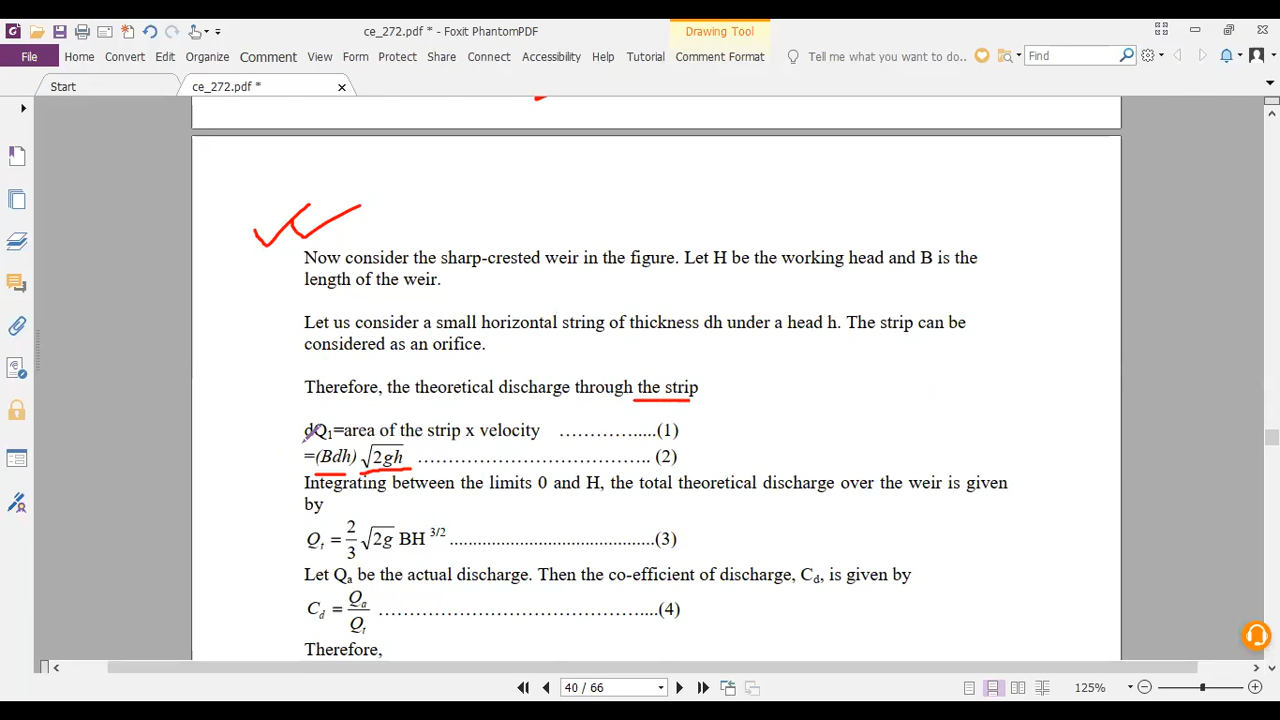 ce_272.pdf * - Foxit PhantomPDF
Drawing Tool
File Home Convert Edit Organize Comment View Form Protect Share Connect Accessibility Help Tutorial Comment Format Tell me what you want to do.. Find
Start ce_272.pdf *
Now consider the sharp-crested weir in the figure. Let H be the working head and B is the
length of the weir.
Let us consider a small horizontal string of thickness dh under a head h. The strip can be
considered as an orifice.
Therefore, the theoretical discharge through the strip
dQ₁=area of the strip x velocity ………….....(1)
=(Bdh) √2gh ……………………………….. (2)
Integrating between the limits 0 and H, the total theoretical discharge over the weir is given
by
Qₜ = 2/3 √2g BH ³ᐟ² ..........................................(3)
Let Qₐ be the actual discharge. Then the co-efficient of discharge, C_d, is given by
C_d = Qₐ/Qₜ …………………………………....(4)
Therefore,
40 / 66
125%